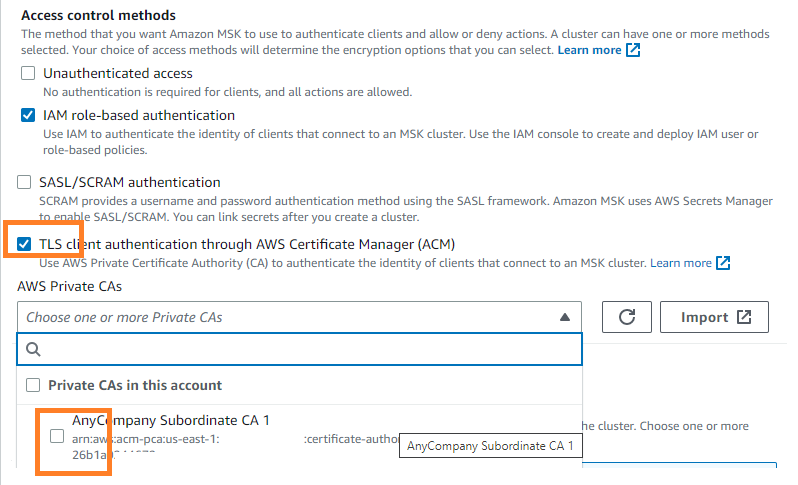 Access control methods
The method that you want Amazon MSK to use to authenticate clients and allow or deny actions. A cluster can have one or more methods
selected. Your choice of access methods will determine the encryption options that you can select. Learn more
Unauthenticated access
No authentication is required for clients, and all actions are allowed.
IAM role-based authentication
Use IAM to authenticate the identity of clients that connect to an MSK cluster. Use the IAM console to create and deploy IAM user or
role-based policies.
SASL/SCRAM authentication
SCRAM provides a username and password authentication method using the SASL framework. Amazon MSK uses AWS Secrets Manager
to enable SASL/SCRAM. You can link secrets after you create a cluster.
TLS client authentication through AWS Certificate Manager (ACM)
Use AWS Private Certificate Authority (CA) to authenticate the identity of clients that connect to an MSK cluster. Learn more
AWS Private CAs
Choose one or more Private CAs
Import
Private CAs in this account
AnyCompany Subordinate CA 1
arn:aws:acm-pca:us-east-1: :certificate-autho
AnyCompany Subordinate CA 1
he cluster. Choose one or more